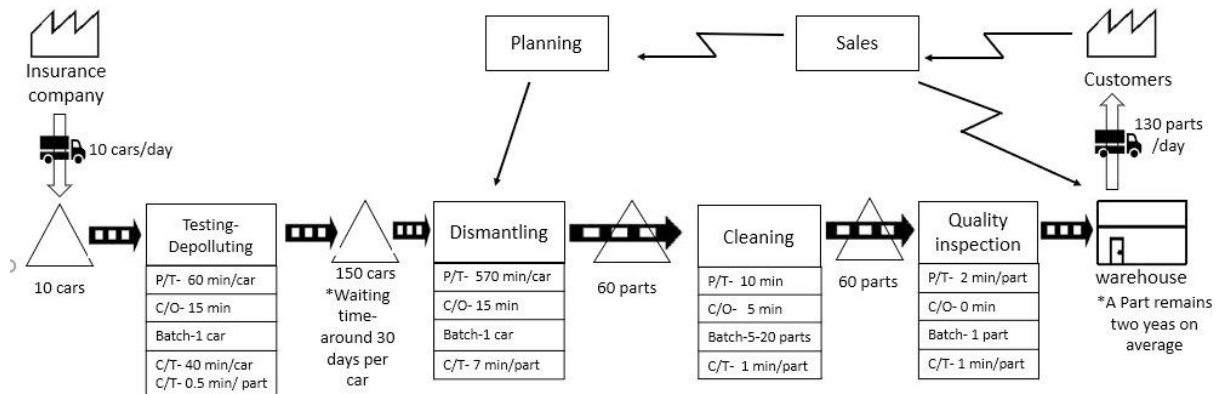 Planning
Sales
Insurance
company
Customers
10 cars/day
130 parts
/day
Testing-
Depolluting
P/T- 60 min/car
C/O- 15 min
Batch-1 car
C/T- 40 min/car
C/T- 0.5 min/ part
10 cars
150 cars
*Waiting
time-
around 30
days per
car
Dismantling
P/T- 570 min/car
C/O- 15 min
Batch-1 car
C/T- 7 min/part
60 parts
Cleaning
P/T- 10 min
C/O- 5 min
Batch-5-20 parts
C/T- 1 min/part
60 parts
Quality
inspection
P/T- 2 min/part
C/O- 0 min
Batch- 1 part
C/T- 1 min/part
warehouse
*A Part remains
two yeas on
average